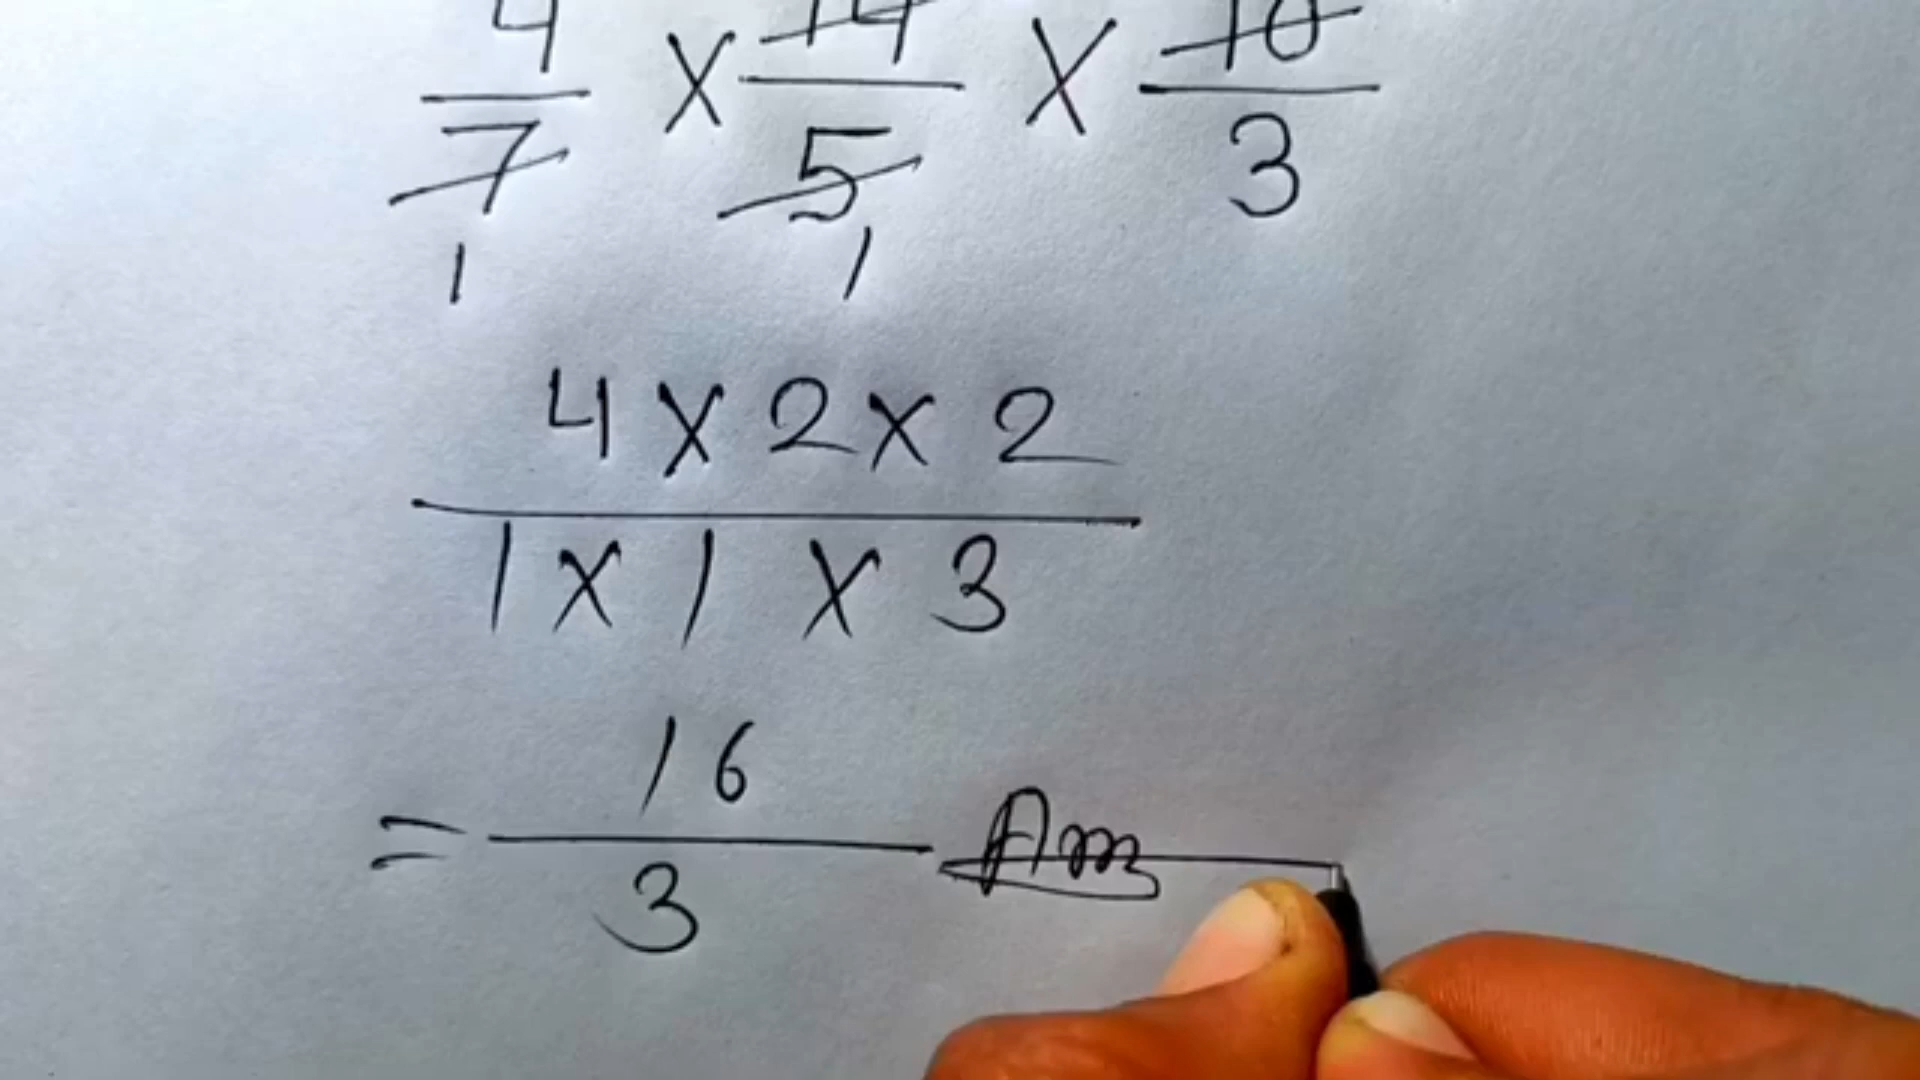 4/7 X 14/5 X 10/3
1 1
4 X 2 X 2
1 X 1 X 3
= 16/3 Ans